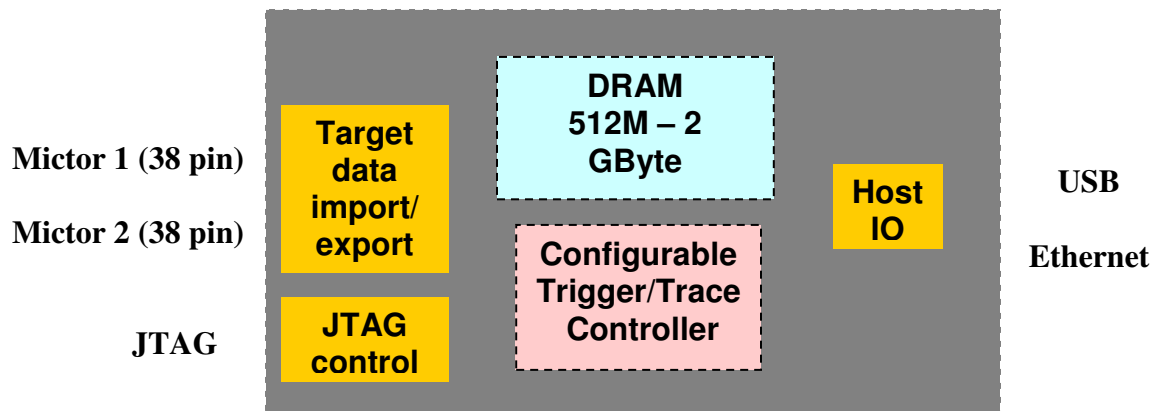 Mictor 1 (38 pin)
Mictor 2 (38 pin)
JTAG
Target
data
import/
export
JTAG
control
DRAM
512M – 2
GByte
Configurable
Trigger/Trace
Controller
Host
IO
USB
Ethernet